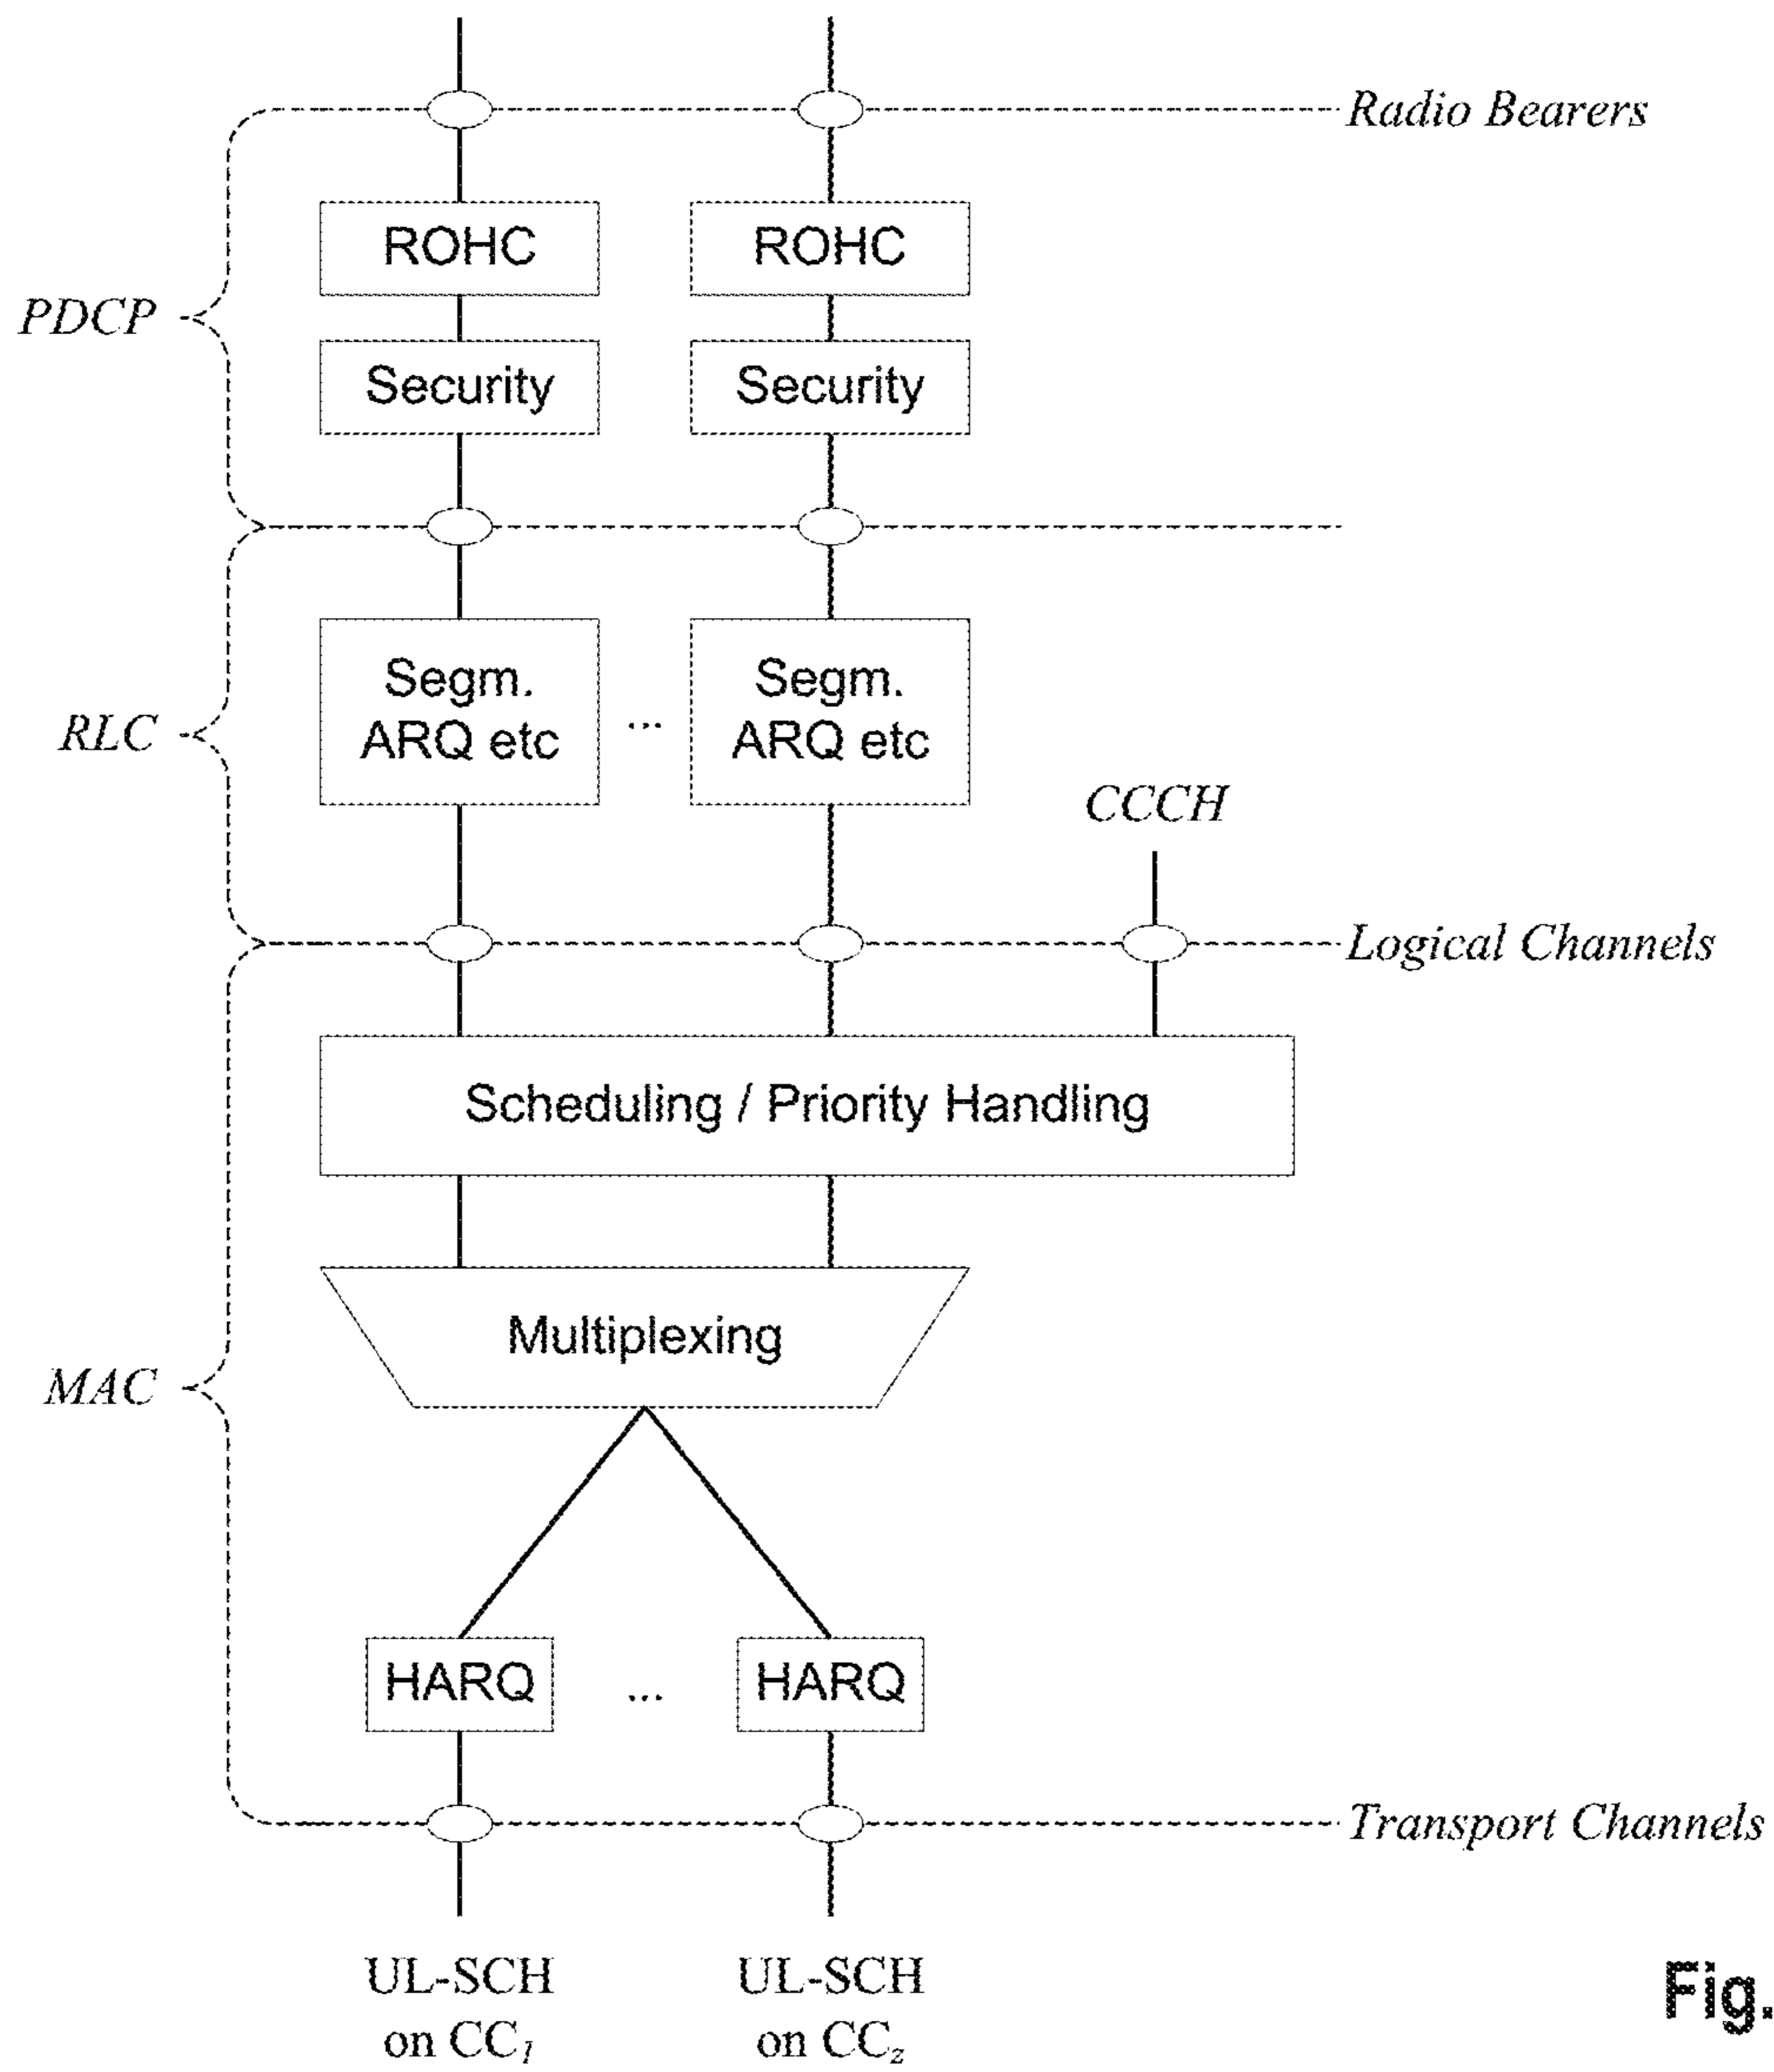 Radio Bearers
ROHC
ROHC
PDCP
Security
Security
Segm.
ARQ etc
...
Segm.
ARQ etc
RLC
CCCH
Logical Channels
Scheduling / Priority Handling
Multiplexing
MAC
HARQ
...
HARQ
Transport Channels
UL-SCH
on CC1
UL-SCH
on CCz
Fig.